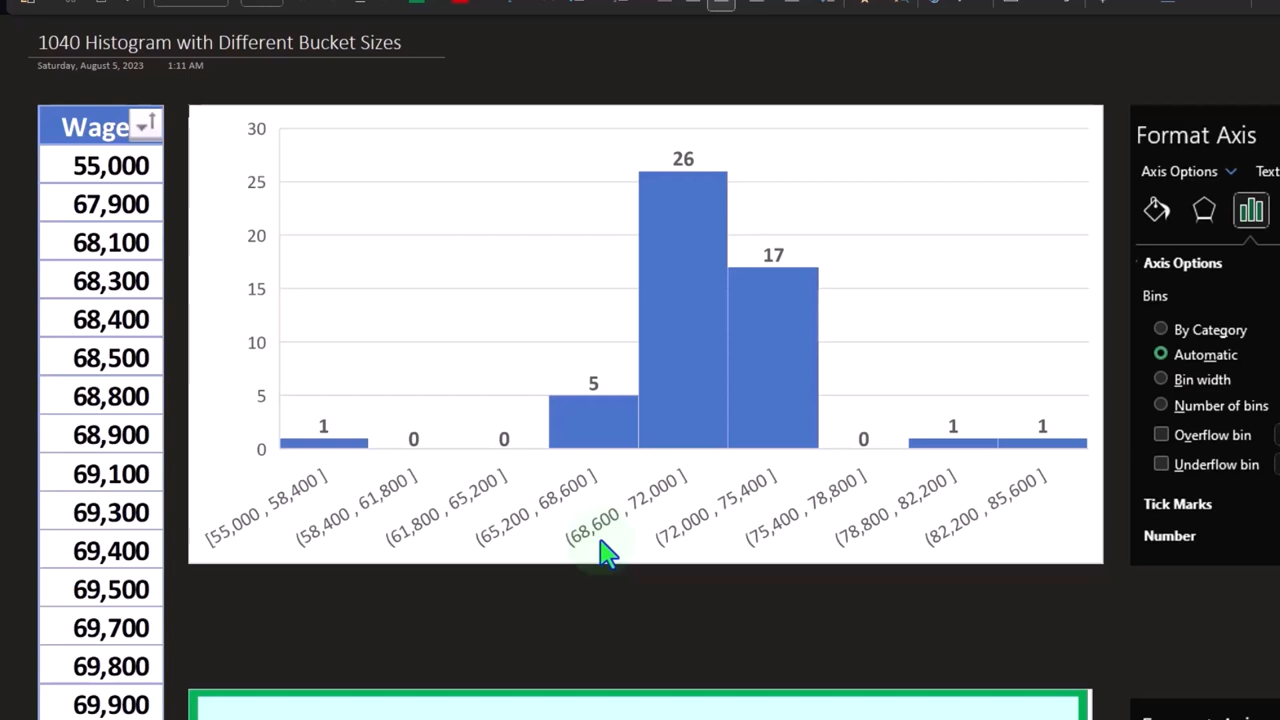 1040 Histogram with Different Bucket Sizes
Saturday, August 5, 2023 1:11 AM
Wage
55,000
67,900
68,100
68,300
68,400
68,500
68,800
68,900
69,100
69,300
69,400
69,500
69,700
69,800
69,900
30
25
20
15
10
5
0
1
0
0
5
26
17
0
1
1
[55,000 , 58,400 ]
(58,400 , 61,800 ]
(61,800 , 65,200 ]
(65,200 , 68,600 ]
(68,600 , 72,000 ]
(72,000 , 75,400 ]
(75,400 , 78,800 ]
(78,800 , 82,200 ]
(82,200 , 85,600 ]
Format Axis
Axis Options Text
Axis Options
Bins
By Category
Automatic
Bin width
Number of bins
Overflow bin
Underflow bin
Tick Marks
Number